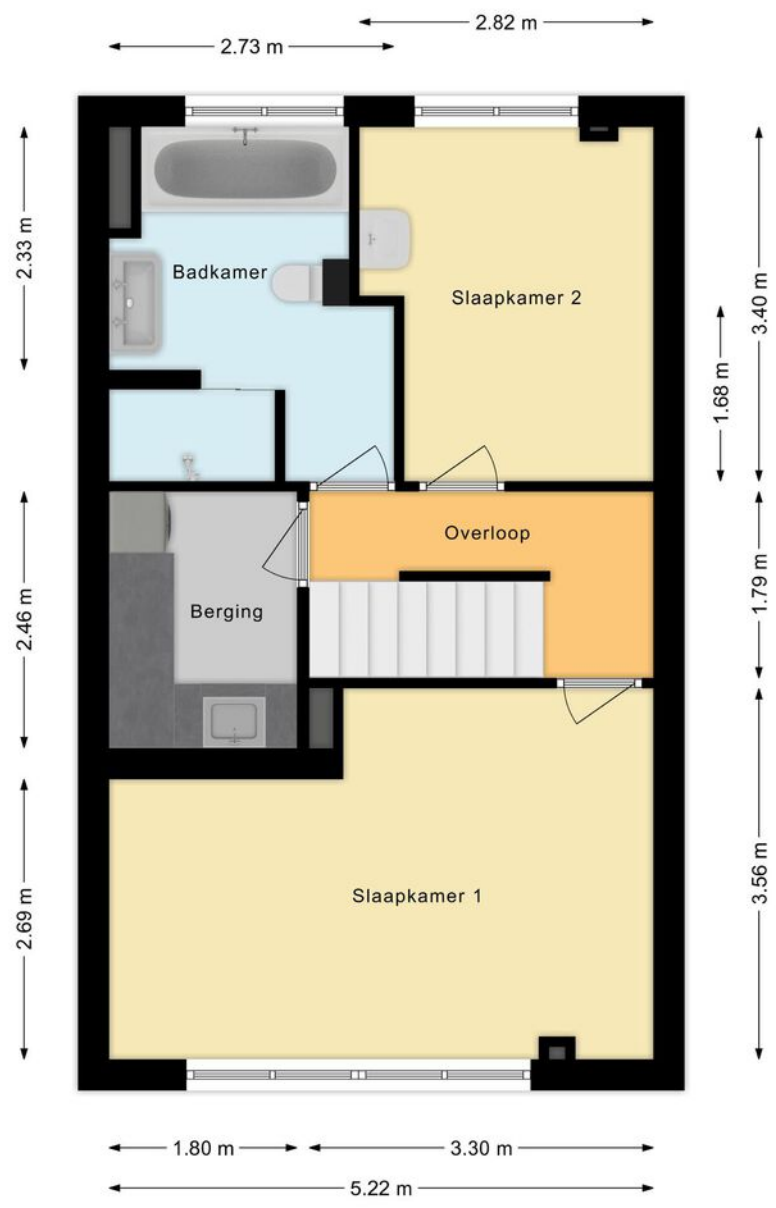 2.82 m
2.73 m
2.33 m
Badkamer
Slaapkamer 2
3.40 m
1.68 m
Overloop
1.79 m
2.46 m
Berging
3.56 m
2.69 m
Slaapkamer 1
1.80 m
3.30 m
5.22 m